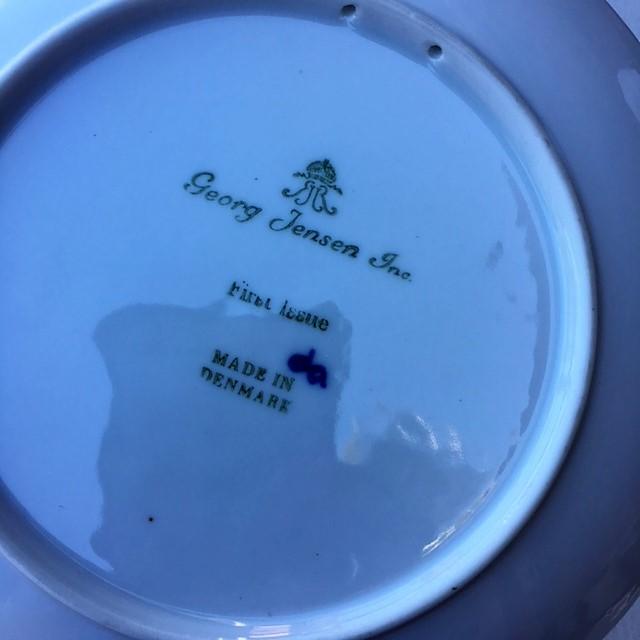 Georg Jensen Inc.
First Issue
MADE IN
DENMARK